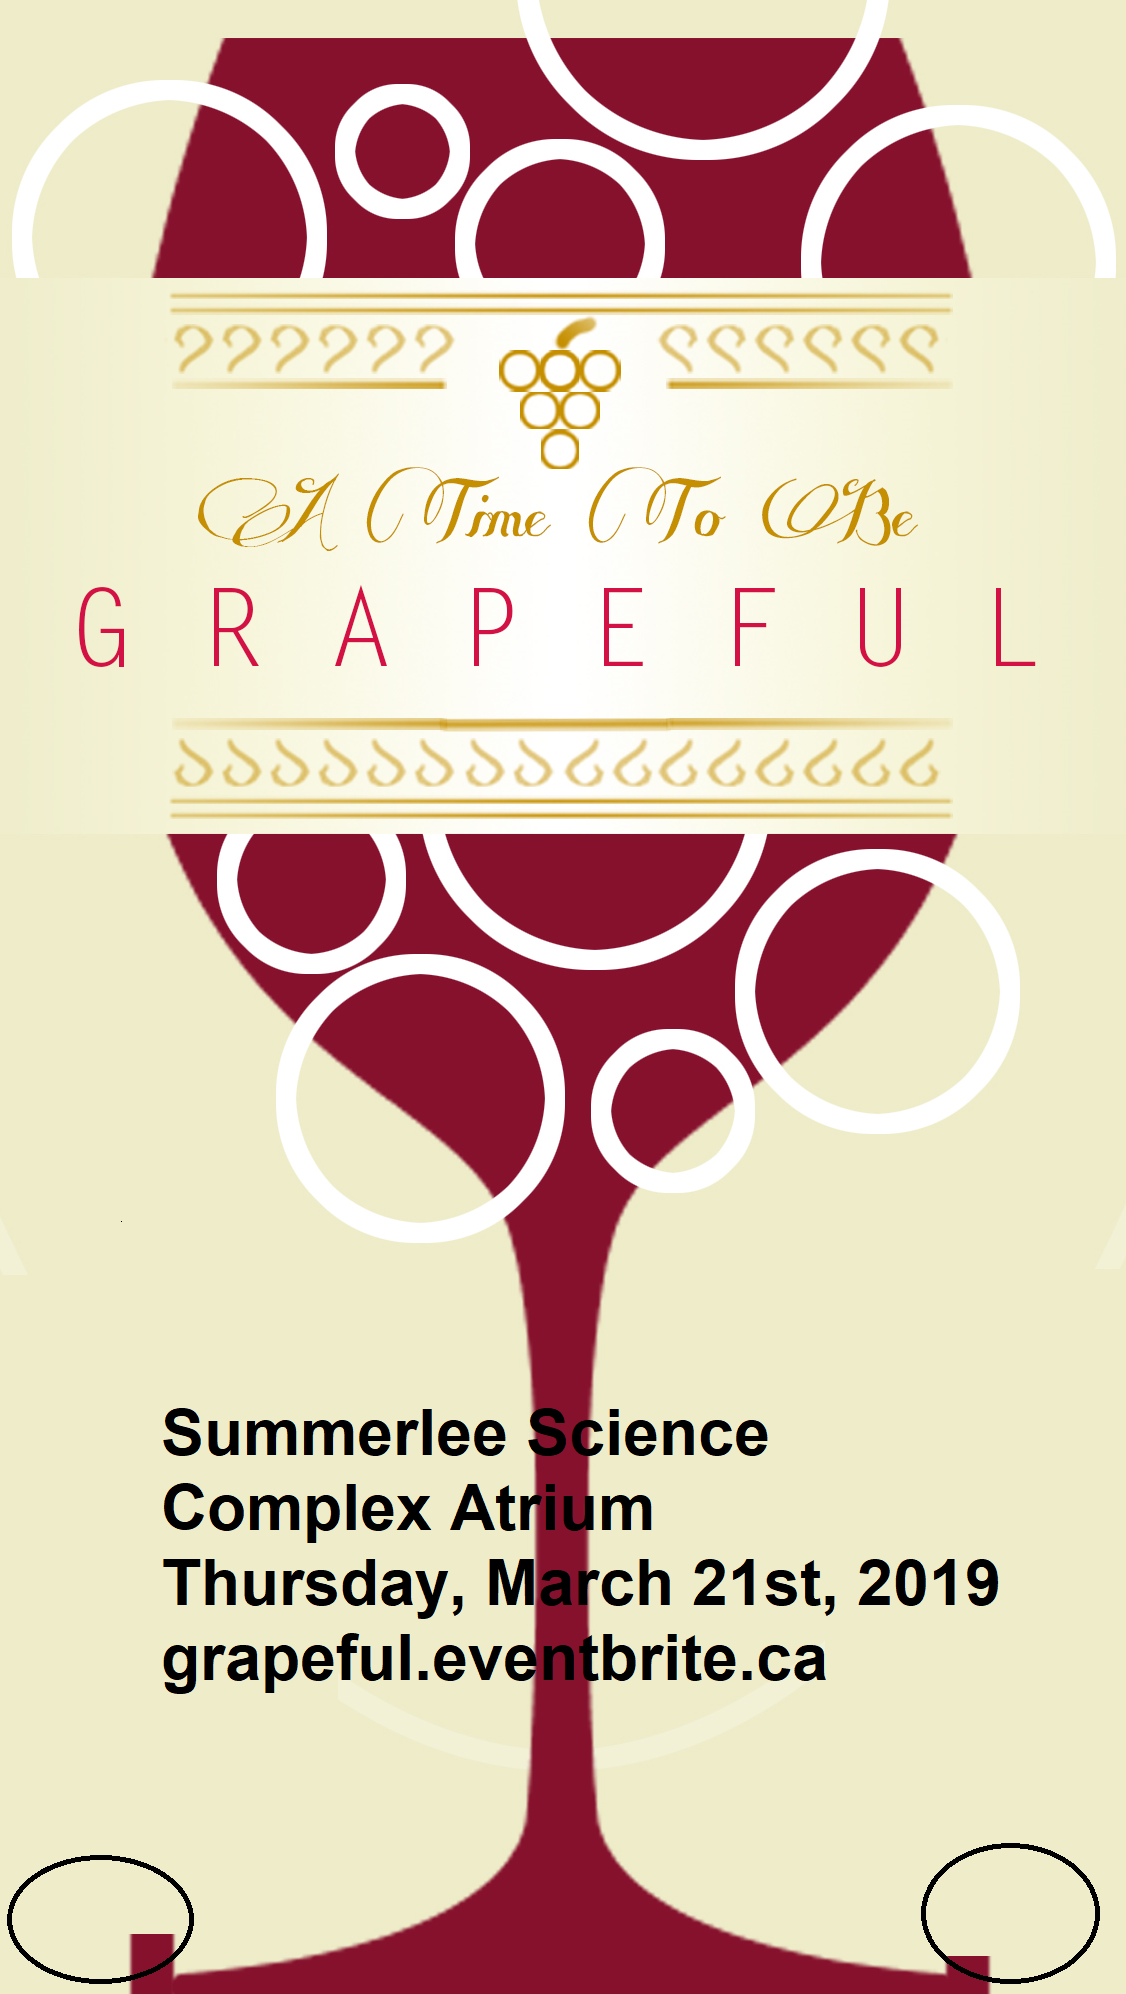 A Time To Be
GRAPEFUL
Summerlee Science
Complex Atrium
Thursday, March 21st, 2019
grapeful.eventbrite.ca